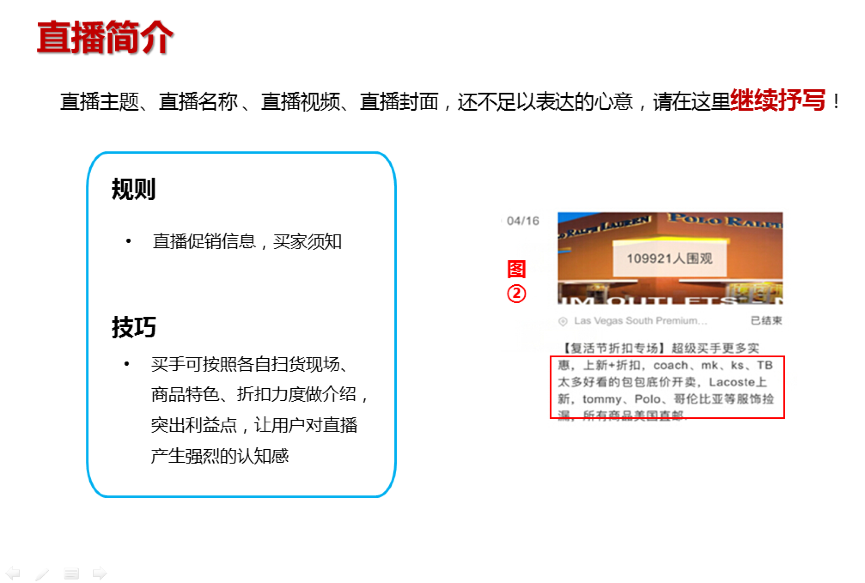 直播简介
直播主题、直播名称 、直播视频、直播封面，还不足以表达的心意，请在这里继续抒写！
规则
• 直播促销信息，买家须知
技巧
• 买手可按照各自扫货现场、
商品特色、折扣力度做介绍，
突出利益点，让用户对直播
产生强烈的认知感
04/16
图
②
RALPH LAUREN
POLO RALPH
109921人围观
UM OUTLETS
Las Vegas South Premium...
已结束
【复活节折扣专场】超级买手更多实
惠，上新+折扣，coach、mk、ks、TB
太多好看的包包底价开卖，Lacoste上
新，tommy、Polo、哥伦比亚等服饰捡
漏，所有商品美国直邮.